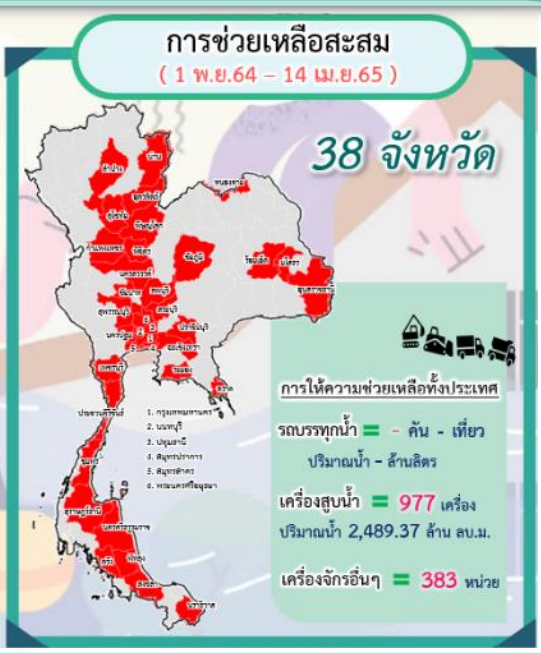 การช่วยเหลือสะสม
( 1 พ.ย.64 – 14 เม.ย.65 )
38 จังหวัด
น่าน
ลำปาง
หนองคาย
อุตรดิตถ์
สุโขทัย
พิษณุโลก
กำแพงเพชร
พิจิตร
ชัยภูมิ
ร้อยเอ็ด
ยโสธร
อุบลราชธานี
นครสวรรค์
ชัยนาท
ลพบุรี
สุพรรณบุรี
สระบุรี
6
ปราจีนบุรี
นครปฐม
2
3
1
ฉะเชิงเทรา
5
4
เพชรบุรี
ระยอง
ตราด
ประจวบคีรีขันธ์
1. กรุงเทพมหานคร
2. นนทบุรี
3. ปทุมธานี
4. สมุทรปราการ
5. สมุทรสาคร
6. พระนครศรีอยุธยา
ชุมพร
สุราษฎร์ธานี
นครศรีธรรมราช
ตรัง
พัทลุง
สงขลา
นราธิวาส
การให้ความช่วยเหลือทั้งประเทศ
รถบรรทุกน้ำ = - คัน - เที่ยว
ปริมาณน้ำ - ล้านลิตร
เครื่องสูบน้ำ = 977 เครื่อง
ปริมาณน้ำ 2,489.37 ล้าน ลบ.ม.
เครื่องจักรอื่นๆ = 383 หน่วย